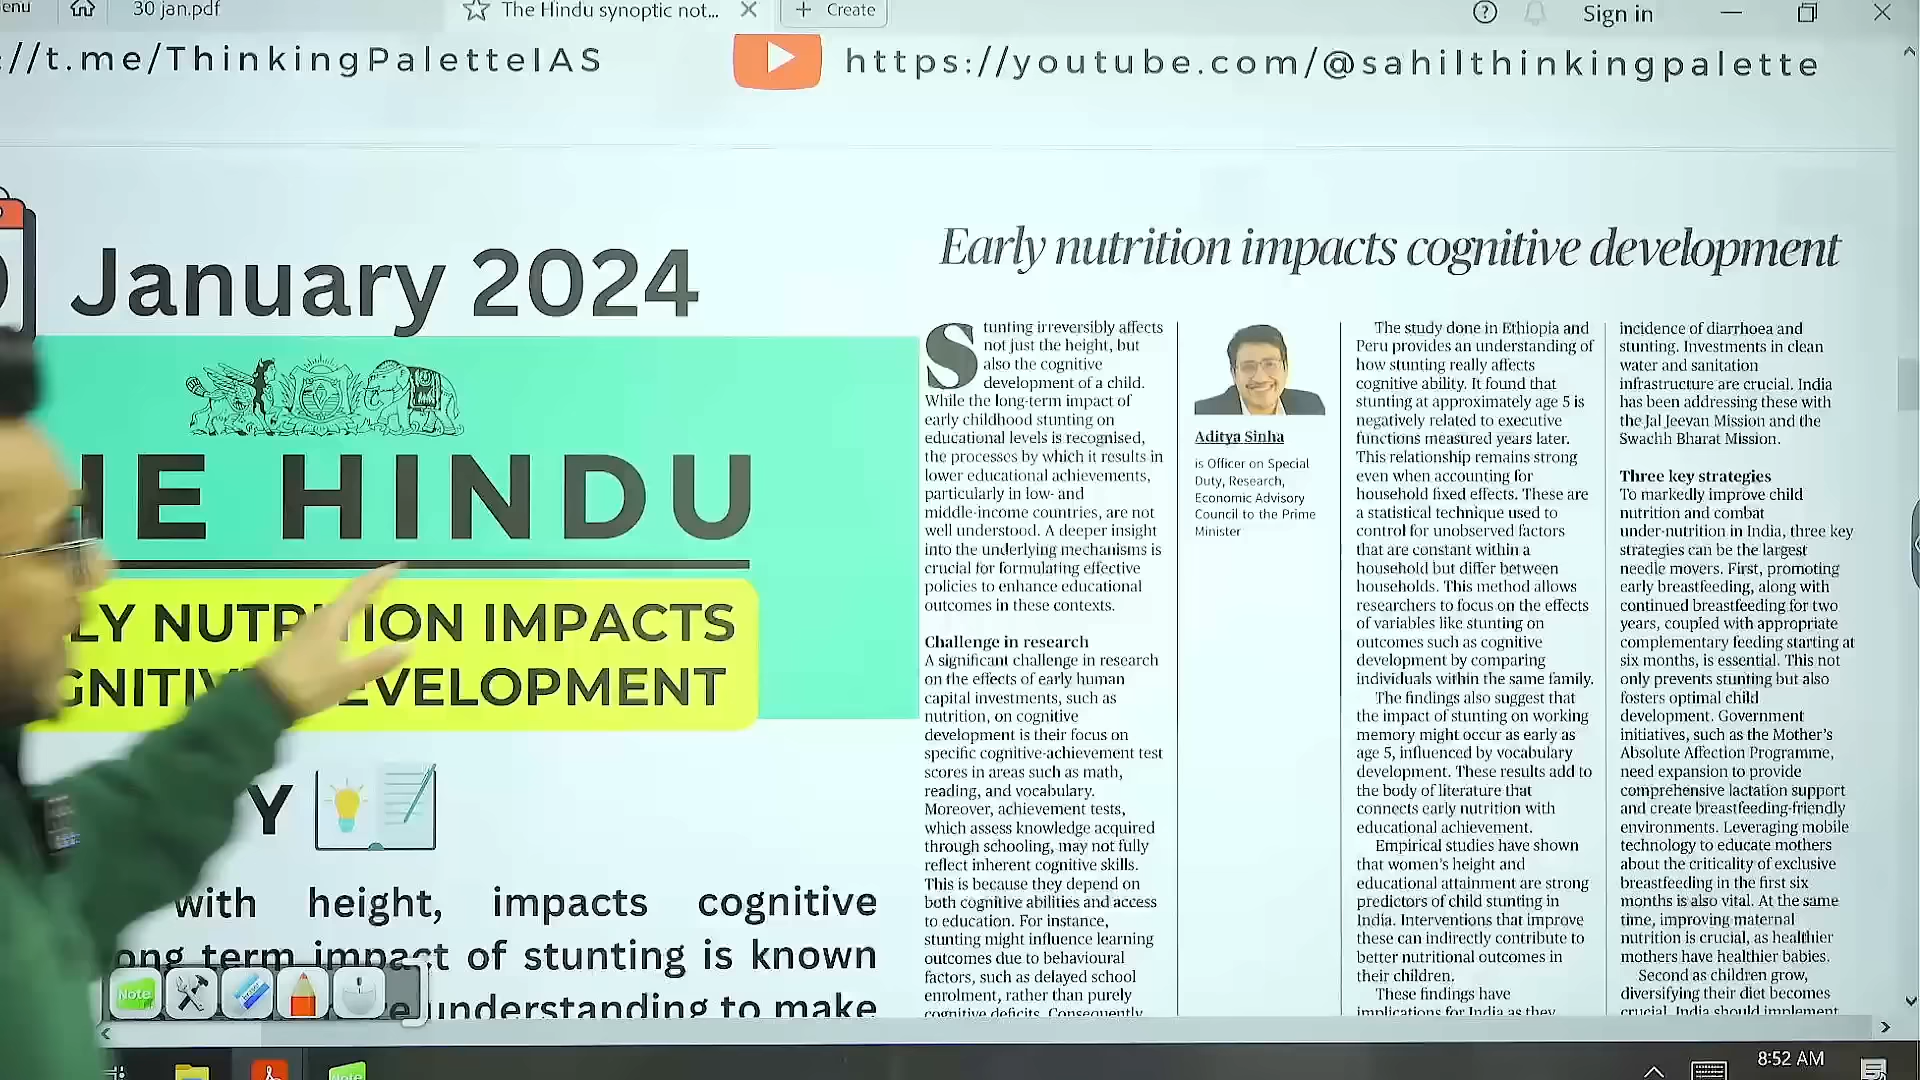 enu
30 jan.pdf
The Hindu synoptic not...
+ Create
Sign in
://t.me/ThinkingPaletteIAS
https://youtube.com/@sahilthinkingpalette
January 2024
HE HINDU
LY NUTRITION IMPACTS
GNITIVE DEVELOPMENT
Y
with height, impacts cognitive
ong term impact of stunting is known
understanding to make
Early nutrition impacts cognitive development
Stunting irreversibly affects
not just the height, but
also the cognitive
development of a child.
While the long-term impact of
early childhood stunting on
educational levels is recognised,
the processes by which it results in
lower educational achievements,
particularly in low- and
middle-income countries, are not
well understood. A deeper insight
into the underlying mechanisms is
crucial for formulating effective
policies to enhance educational
outcomes in these contexts.
Challenge in research
A significant challenge in research
on the effects of early human
capital investments, such as
nutrition, on cognitive
development is their focus on
specific cognitive-achievement test
scores in areas such as math,
reading, and vocabulary.
Moreover, achievement tests,
which assess knowledge acquired
through schooling, may not fully
reflect inherent cognitive skills.
This is because they depend on
both cognitive abilities and access
to education. For instance,
stunting might influence learning
outcomes due to behavioural
factors, such as delayed school
enrolment, rather than purely
cognitive deficits. Consequently
Aditya Sinha
is Officer on Special
Duty, Research,
Economic Advisory
Council to the Prime
Minister
The study done in Ethiopia and
Peru provides an understanding of
how stunting really affects
cognitive ability. It found that
stunting at approximately age 5 is
negatively related to executive
functions measured years later.
This relationship remains strong
even when accounting for
household fixed effects. These are
a statistical technique used to
control for unobserved factors
that are constant within a
household but differ between
households. This method allows
researchers to focus on the effects
of variables like stunting on
outcomes such as cognitive
development by comparing
individuals within the same family.
The findings also suggest that
the impact of stunting on working
memory might occur as early as
age 5, influenced by vocabulary
development. These results add to
the body of literature that
connects early nutrition with
educational achievement.
Empirical studies have shown
that women's height and
educational attainment are strong
predictors of child stunting in
India. Interventions that improve
these can indirectly contribute to
better nutritional outcomes in
their children.
These findings have
implications for India as they
incidence of diarrhoea and
stunting. Investments in clean
water and sanitation
infrastructure are crucial. India
has been addressing these with
the Jal Jeevan Mission and the
Swachh Bharat Mission.
Three key strategies
To markedly improve child
nutrition and combat
under-nutrition in India, three key
strategies can be the largest
needle movers. First, promoting
early breastfeeding, along with
continued breastfeeding for two
years, coupled with appropriate
complementary feeding starting at
six months, is essential. This not
only prevents stunting but also
fosters optimal child
development. Government
initiatives, such as the Mother's
Absolute Affection Programme,
need expansion to provide
comprehensive lactation support
and create breastfeeding-friendly
environments. Leveraging mobile
technology to educate mothers
about the criticality of exclusive
breastfeeding in the first six
months is also vital. At the same
time, improving maternal
nutrition is crucial, as healthier
mothers have healthier babies.
Second as children grow,
diversifying their diet becomes
crucial. India should implement
Note
Note
8:52 AM